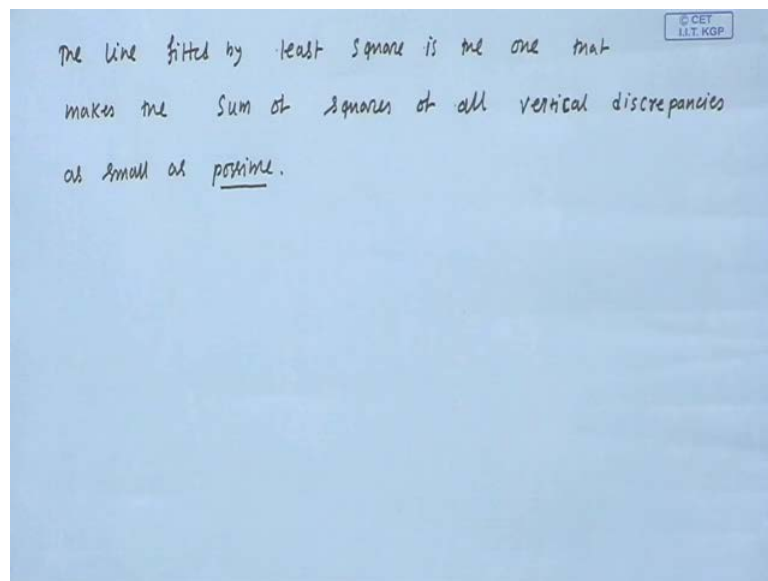 © CET
I.I.T. KGP
The line fitted by least square is the one that
makes the sum of squares of all vertical discrepancies
as small as possible.